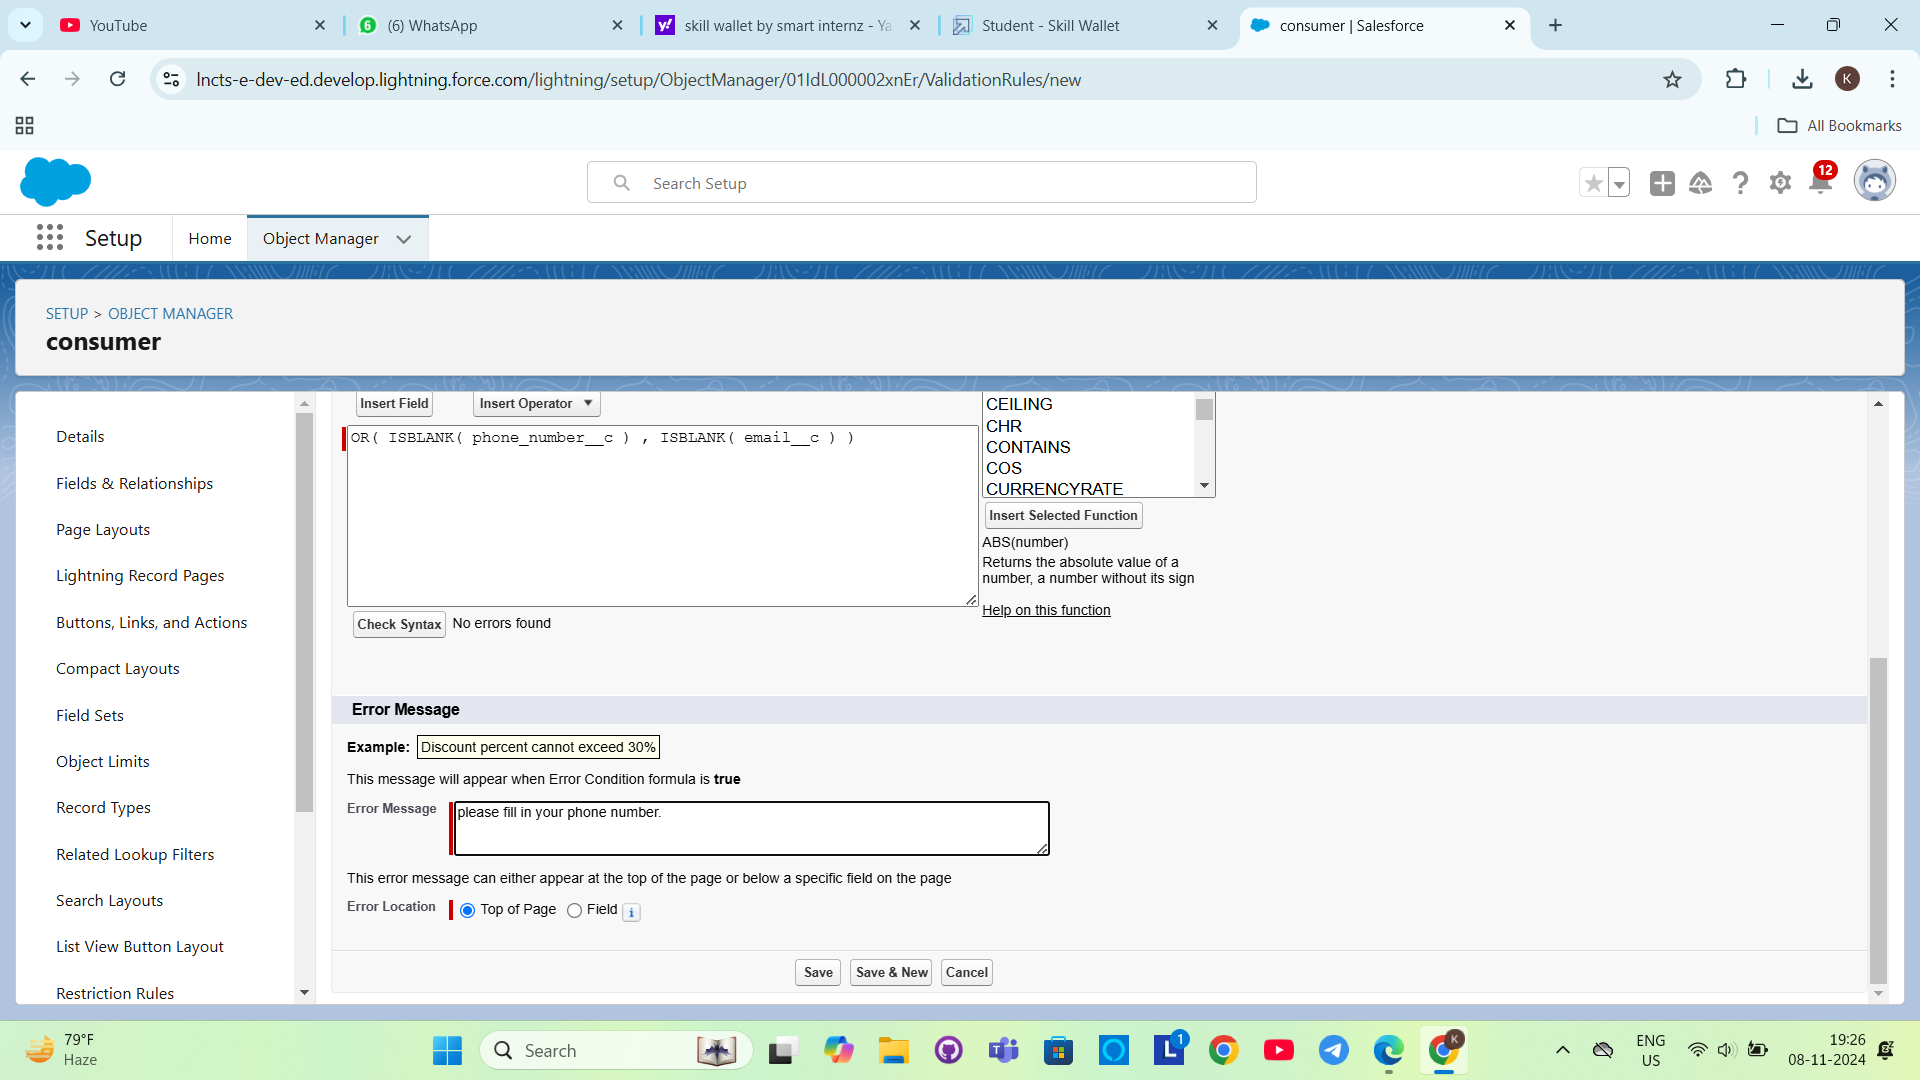 YouTube
(6) WhatsApp
skill wallet by smart internz - Ya
Student - Skill Wallet
consumer | Salesforce
lncts-e-dev-ed.develop.lightning.force.com/lightning/setup/ObjectManager/01IdL000002xnEr/ValidationRules/new
K
All Bookmarks
Search Setup
12
Setup
Home
Object Manager
SETUP > OBJECT MANAGER
consumer
Details
Fields & Relationships
Page Layouts
Lightning Record Pages
Buttons, Links, and Actions
Compact Layouts
Field Sets
Object Limits
Record Types
Related Lookup Filters
Search Layouts
List View Button Layout
Restriction Rules
Insert Field
Insert Operator
OR( ISBLANK( phone_number__c ) , ISBLANK( email__c ) )
CEILING
CHR
CONTAINS
COS
CURRENCYRATE
Insert Selected Function
ABS(number)
Returns the absolute value of a
number, a number without its sign
Help on this function
Check Syntax No errors found
Error Message
Example: Discount percent cannot exceed 30%
This message will appear when Error Condition formula is true
Error Message please fill in your phone number.
This error message can either appear at the top of the page or below a specific field on the page
Error Location Top of Page Field i
Save Save & New Cancel
79°F
Haze
Search
L 1
K
ENG
US
19:26
08-11-2024